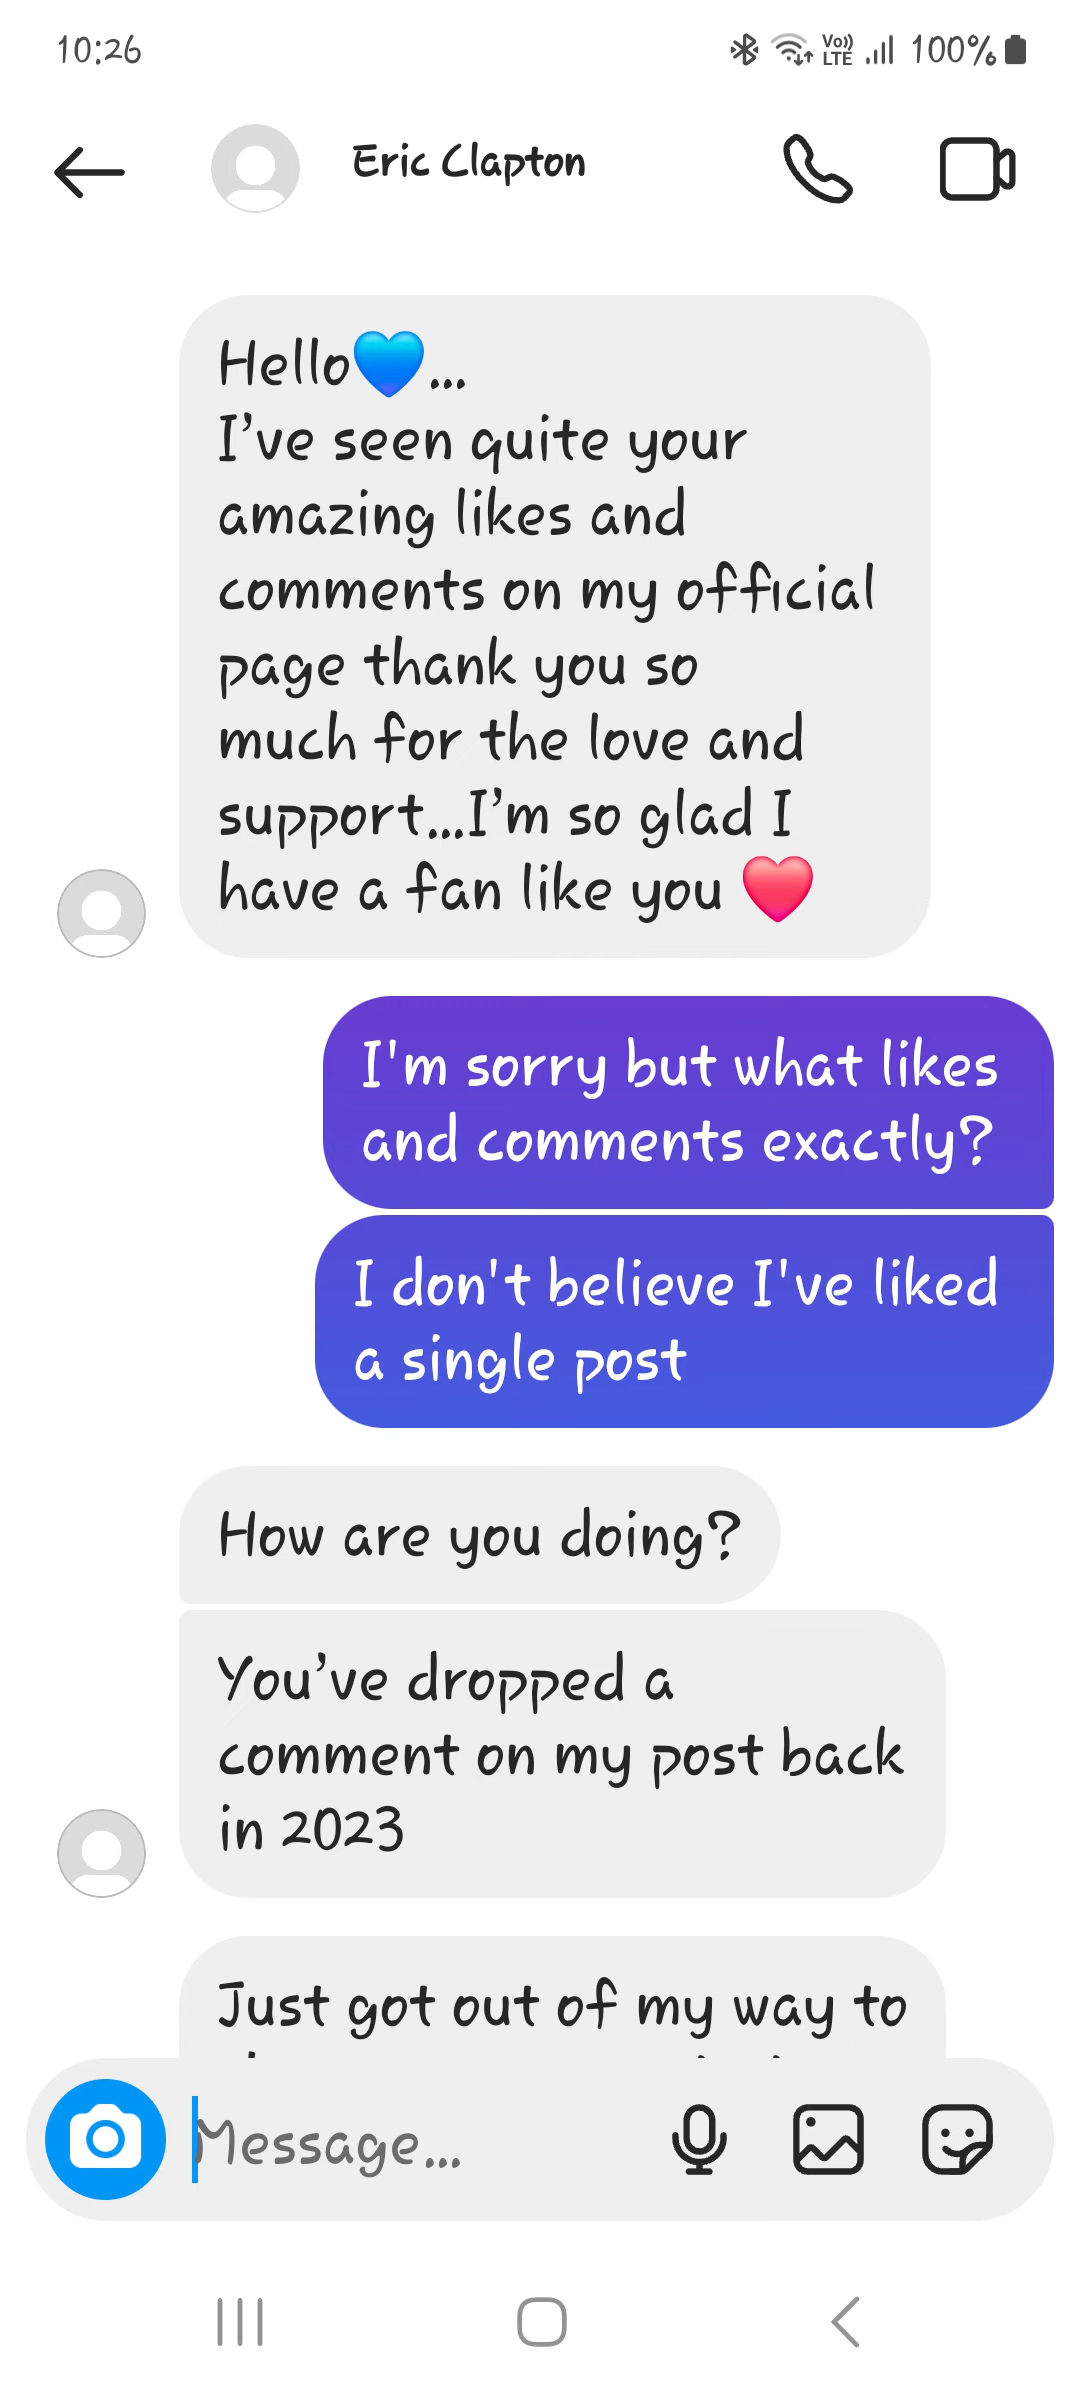 10:26
Vo)) LTE
100%
Eric Clapton
Hello💙...
I’ve seen quite your
amazing likes and
comments on my official
page thank you so
much for the love and
support...I’m so glad I
have a fan like you ❤️
I'm sorry but what likes
and comments exactly?
I don't believe I've liked
a single post
How are you doing?
You’ve dropped a
comment on my post back
in 2023
Just got out of my way to
Message...